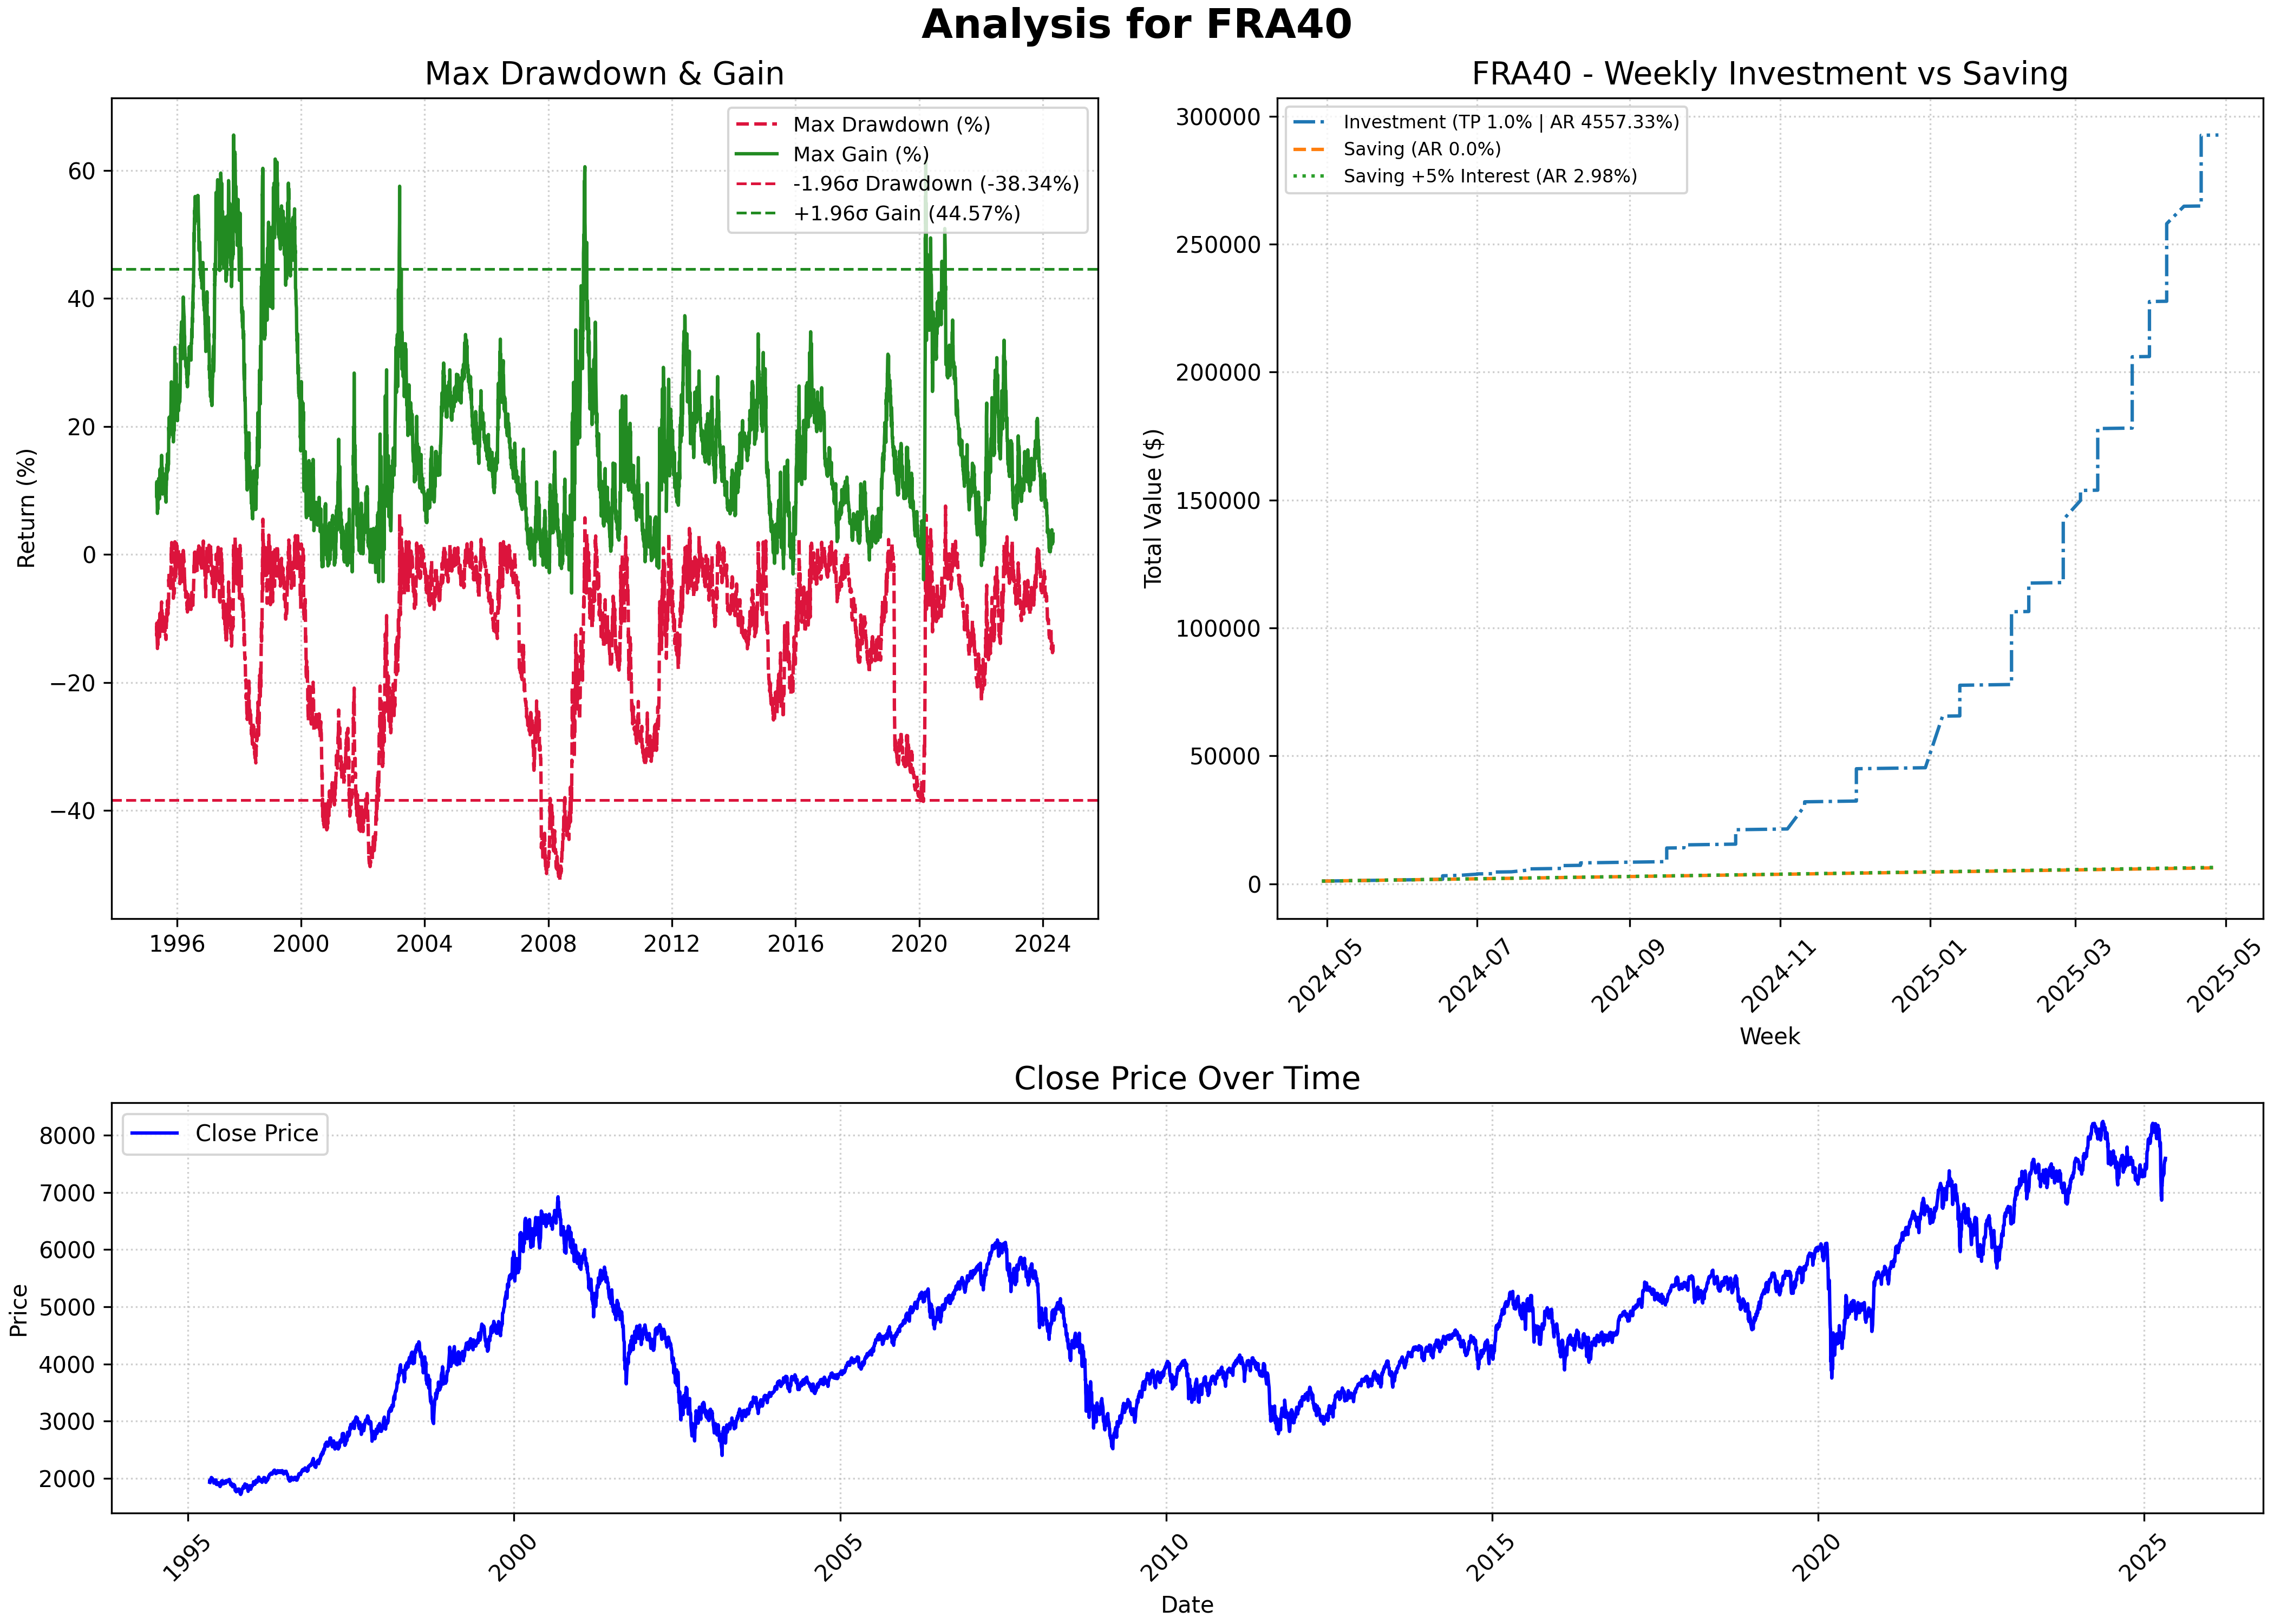 Analysis for FRA40
Max Drawdown & Gain
Max Drawdown (%)
Max Gain (%)
-1.96σ Drawdown (-38.34%)
+1.96σ Gain (44.57%)
Return (%)
60
40
20
0
−20
−40
1996 2000 2004 2008 2012 2016 2020 2024
FRA40 - Weekly Investment vs Saving
Investment (TP 1.0% | AR 4557.33%)
Saving (AR 0.0%)
Saving +5% Interest (AR 2.98%)
Total Value ($)
300000
250000
200000
150000
100000
50000
0
2024-05 2024-07 2024-09 2024-11 2025-01 2025-03 2025-05
Week
Close Price Over Time
Close Price
Price
8000
7000
6000
5000
4000
3000
2000
1995 2000 2005 2010 2015 2020 2025
Date